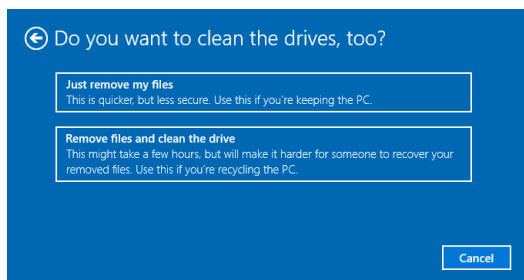 Do you want to clean the drives, too?
Just remove my files
This is quicker, but less secure. Use this if you're keeping the PC.
Remove files and clean the drive
This might take a few hours, but will make it harder for someone to recover your
removed files. Use this if you're recycling the PC.
Cancel